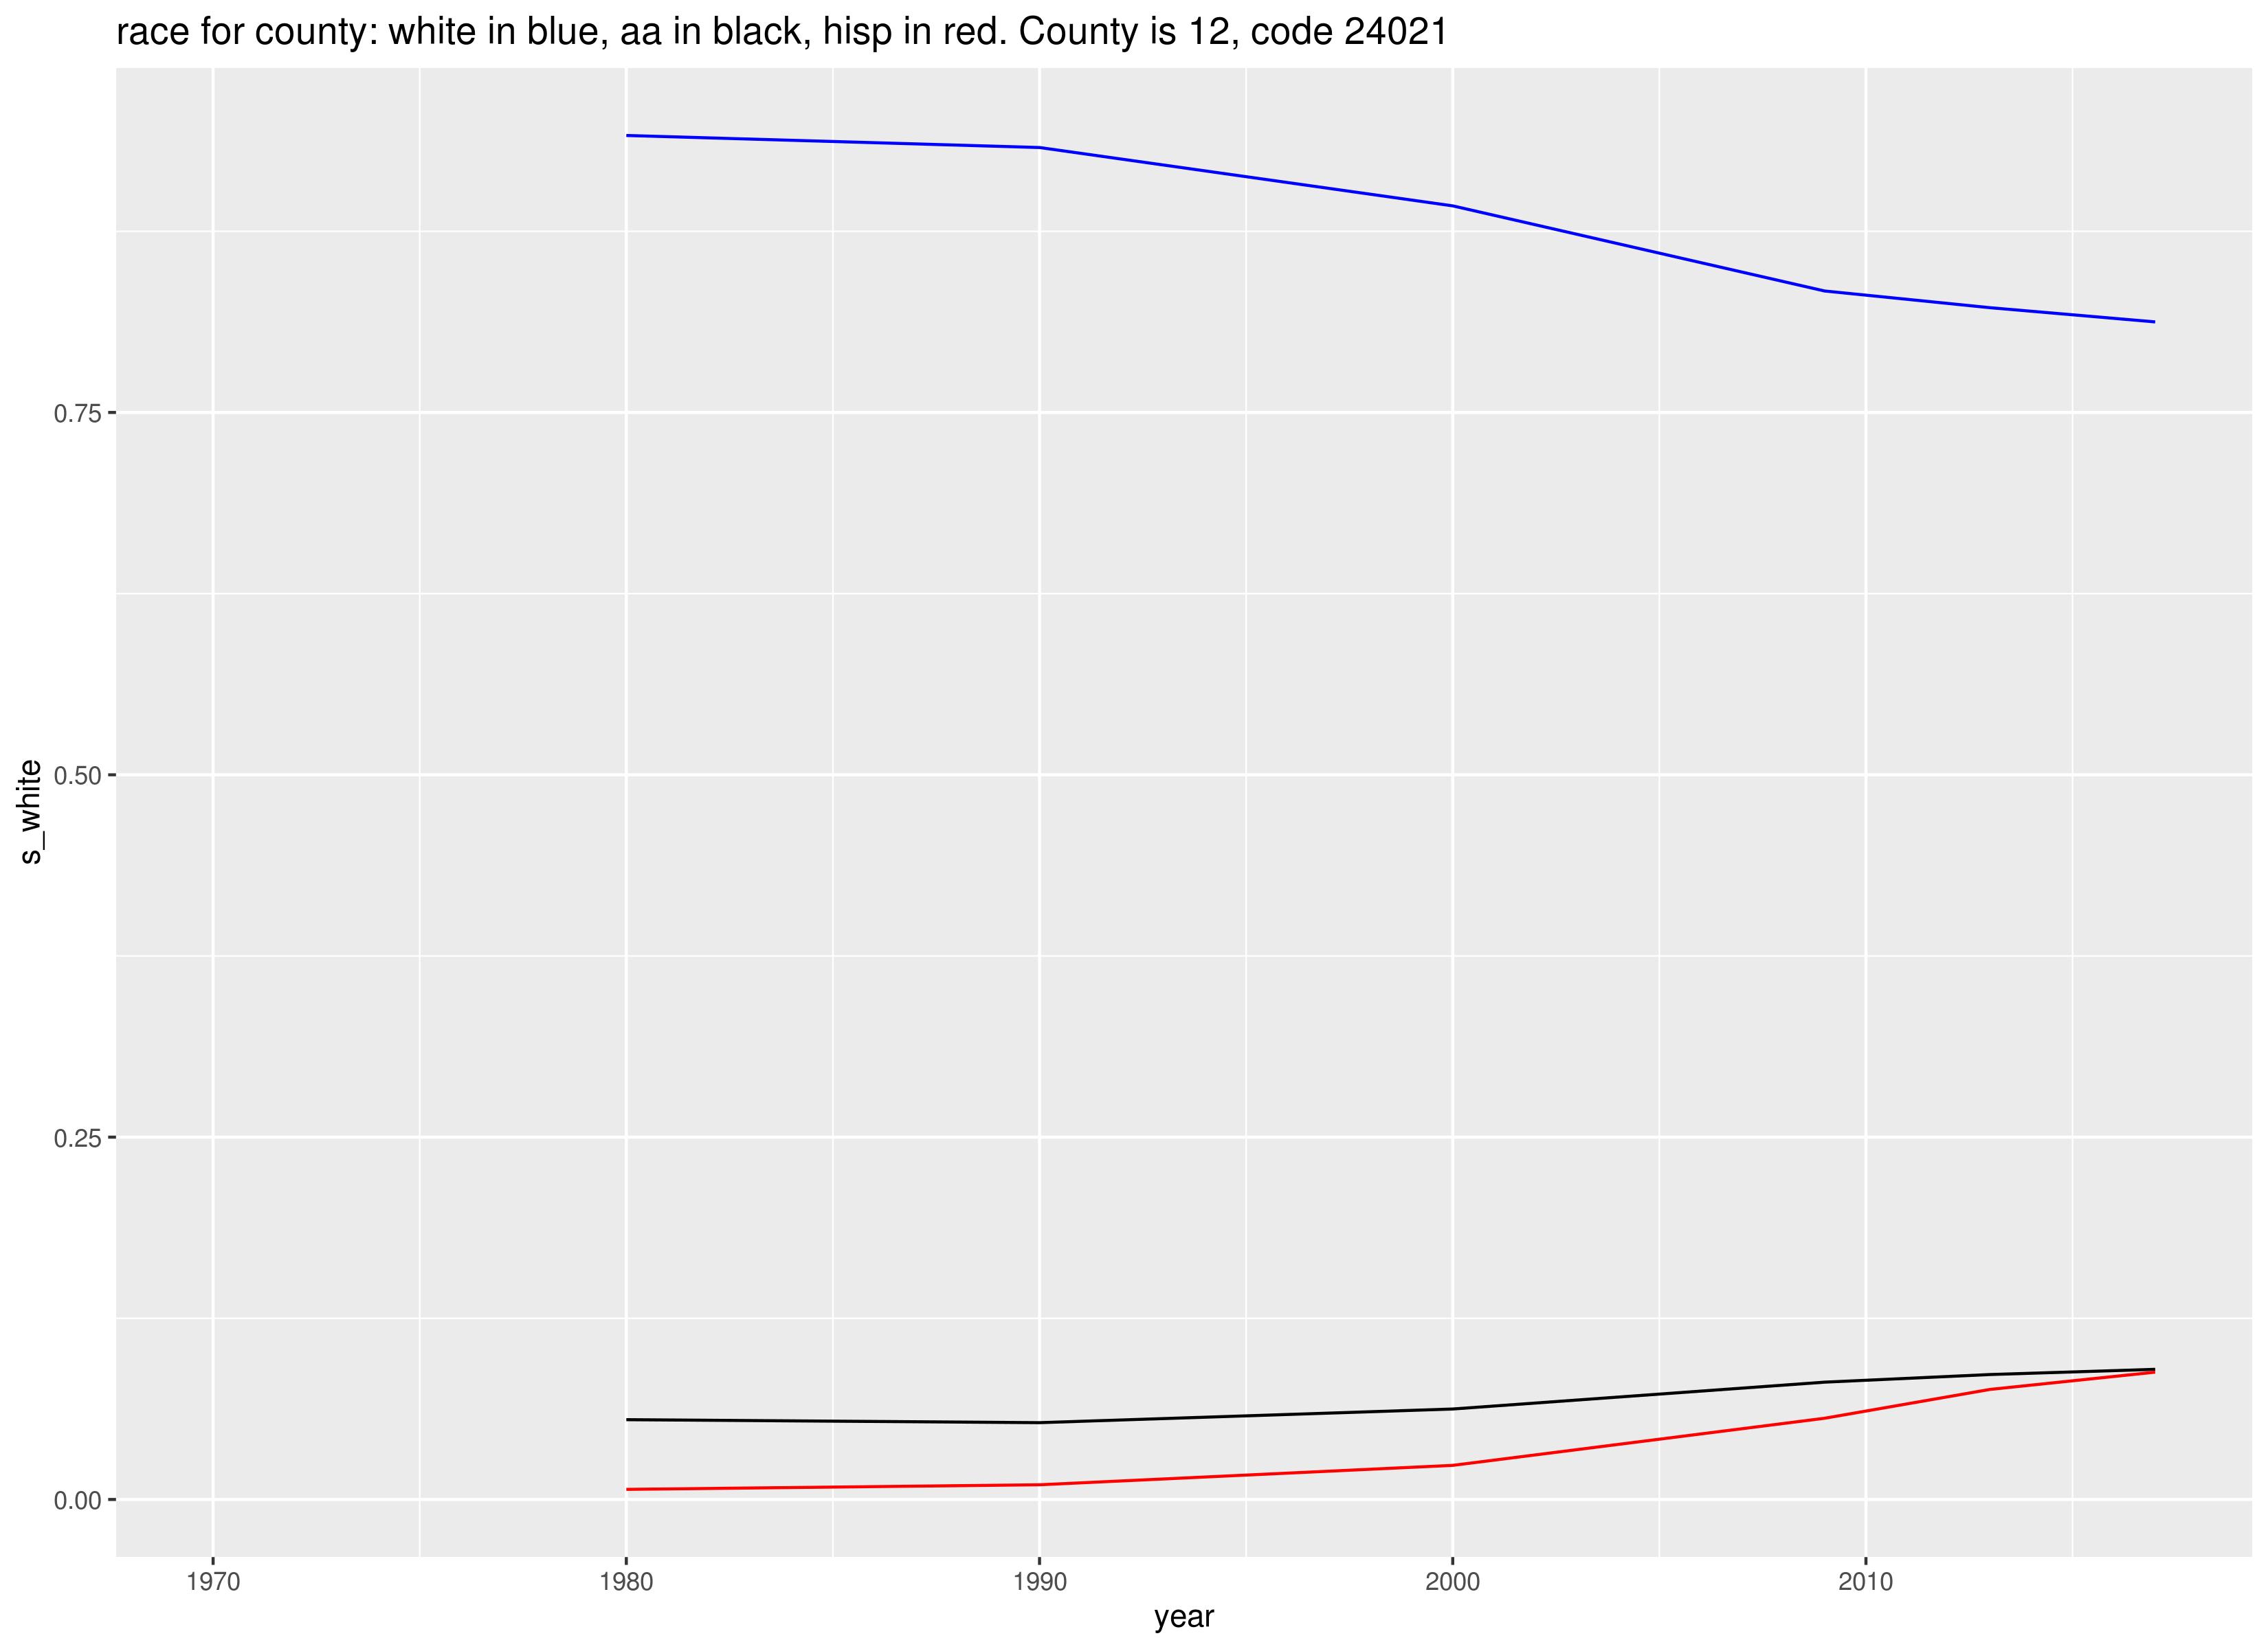 race for county: white in blue, aa in black, hisp in red. County is 12, code 24021
s_white
0.75
0.50
0.25
0.00
1970 1980 1990 2000 2010
year